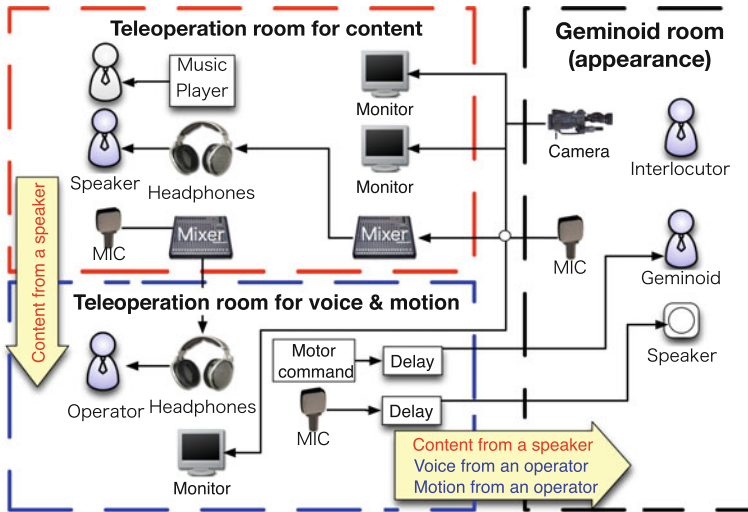 Teleoperation room for content
Music
Player
Monitor
Speaker
Headphones
Monitor
MIC
Mixer
Mixer
Content from a speaker
Geminoid room
(appearance)
Camera
Interlocutor
MIC
Geminoid
Speaker
Teleoperation room for voice & motion
Operator
Headphones
Motor
command
Delay
MIC
Delay
Monitor
Content from a speaker
Voice from an operator
Motion from an operator